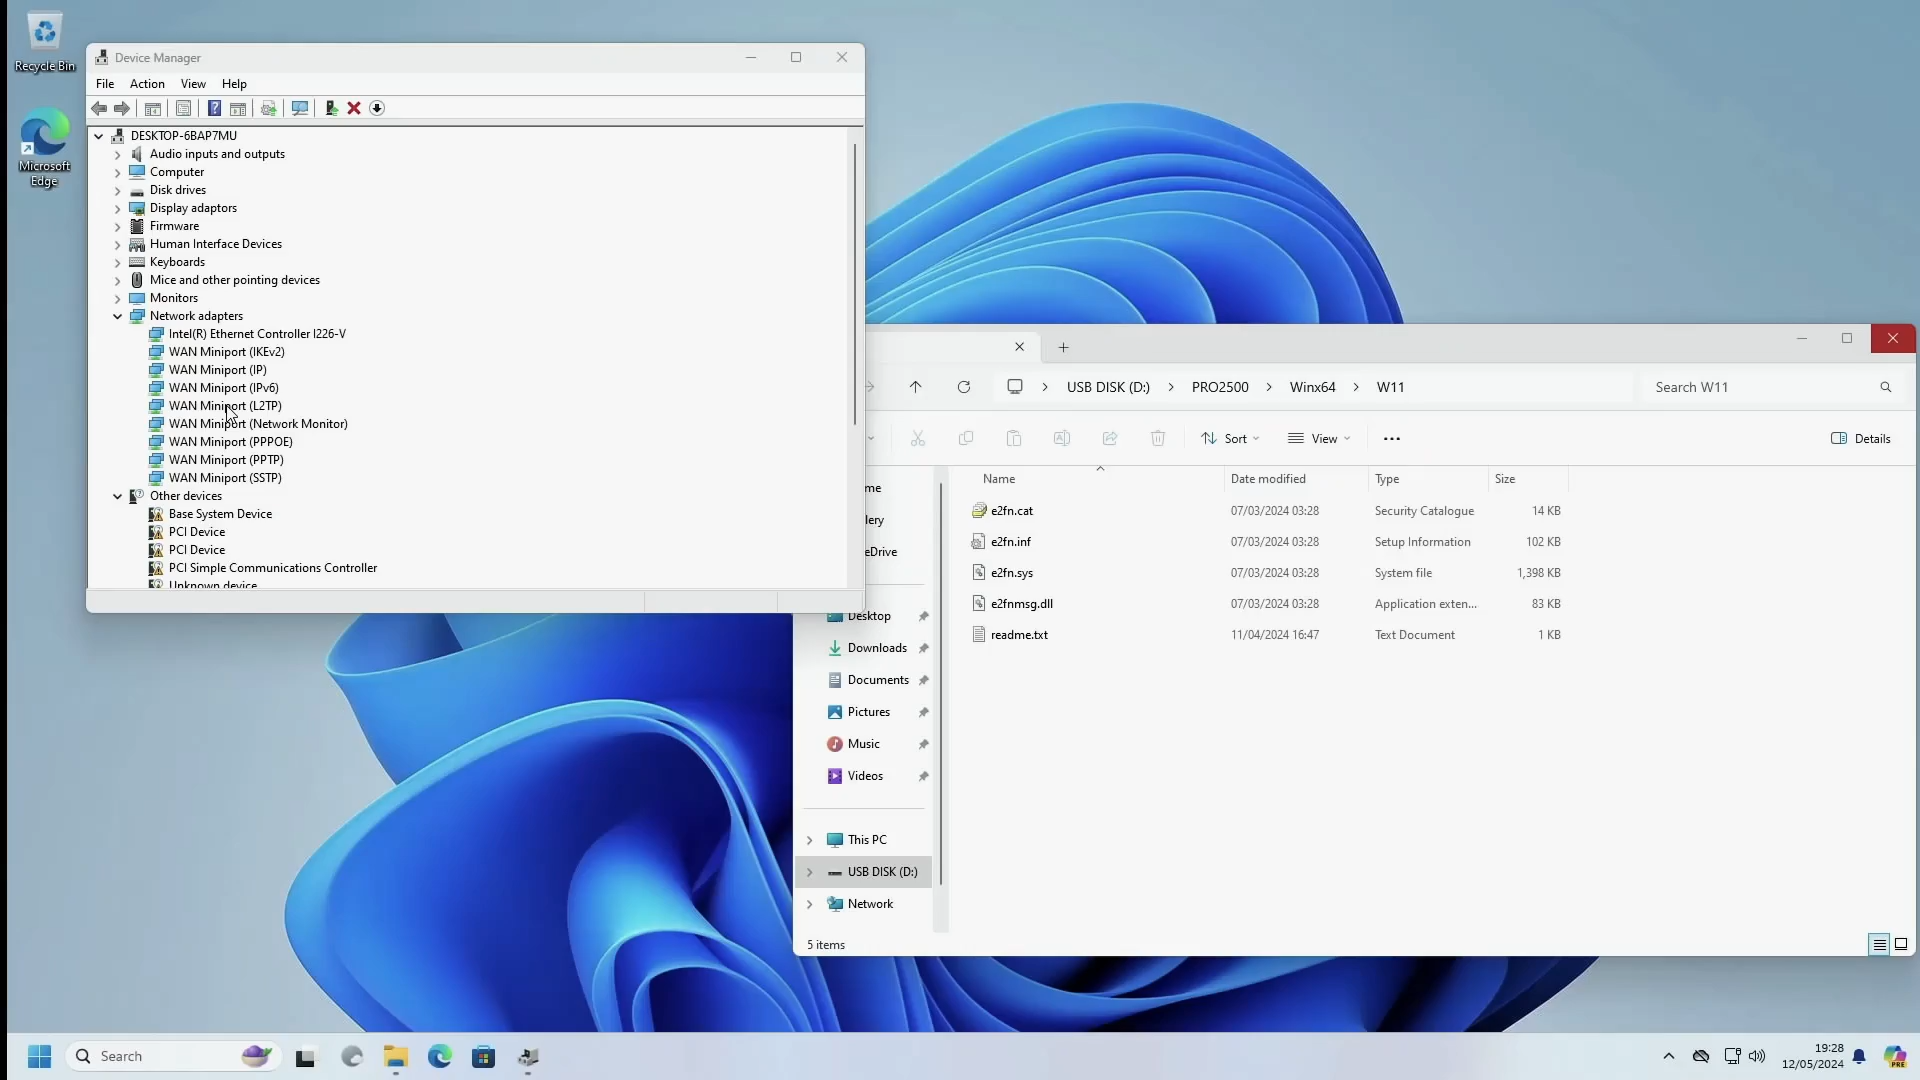 Recycle Bin
Microsoft
Edge
Device Manager
File Action View Help
DESKTOP-6BAP7MU
Audio inputs and outputs
Computer
Disk drives
Display adaptors
Firmware
Human Interface Devices
Keyboards
Mice and other pointing devices
Monitors
Network adapters
Intel(R) Ethernet Controller I226-V
WAN Miniport (IKEv2)
WAN Miniport (IP)
WAN Miniport (IPv6)
WAN Miniport (L2TP)
WAN Miniport (Network Monitor)
WAN Miniport (PPPOE)
WAN Miniport (PPTP)
WAN Miniport (SSTP)
Other devices
Base System Device
PCI Device
PCI Device
PCI Simple Communications Controller
Unknown device
USB DISK (D:) PRO2500 Winx64 W11
Search W11
Sort View ... Details
me
lery
eDrive
Desktop
Downloads
Documents
Pictures
Music
Videos
This PC
USB DISK (D:)
Network
Name Date modified Type Size
e2fn.cat 07/03/2024 03:28 Security Catalogue 14 KB
e2fn.inf 07/03/2024 03:28 Setup Information 102 KB
e2fn.sys 07/03/2024 03:28 System file 1,398 KB
e2fnmsg.dll 07/03/2024 03:28 Application exten... 83 KB
readme.txt 11/04/2024 16:47 Text Document 1 KB
5 items
Search
19:28
12/05/2024
PRE